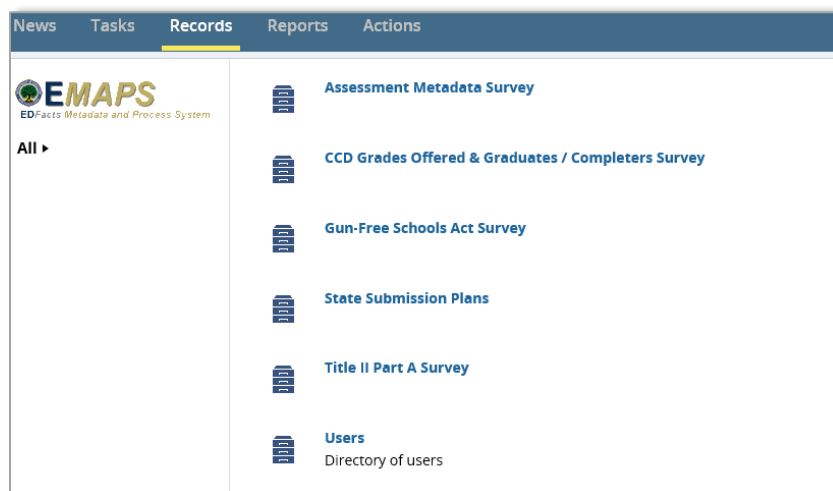 News Tasks Records Reports Actions
EMAPS
EDFacts Metadata and Process System
All
Assessment Metadata Survey
CCD Grades Offered & Graduates / Completers Survey
Gun-Free Schools Act Survey
State Submission Plans
Title II Part A Survey
Users
Directory of users